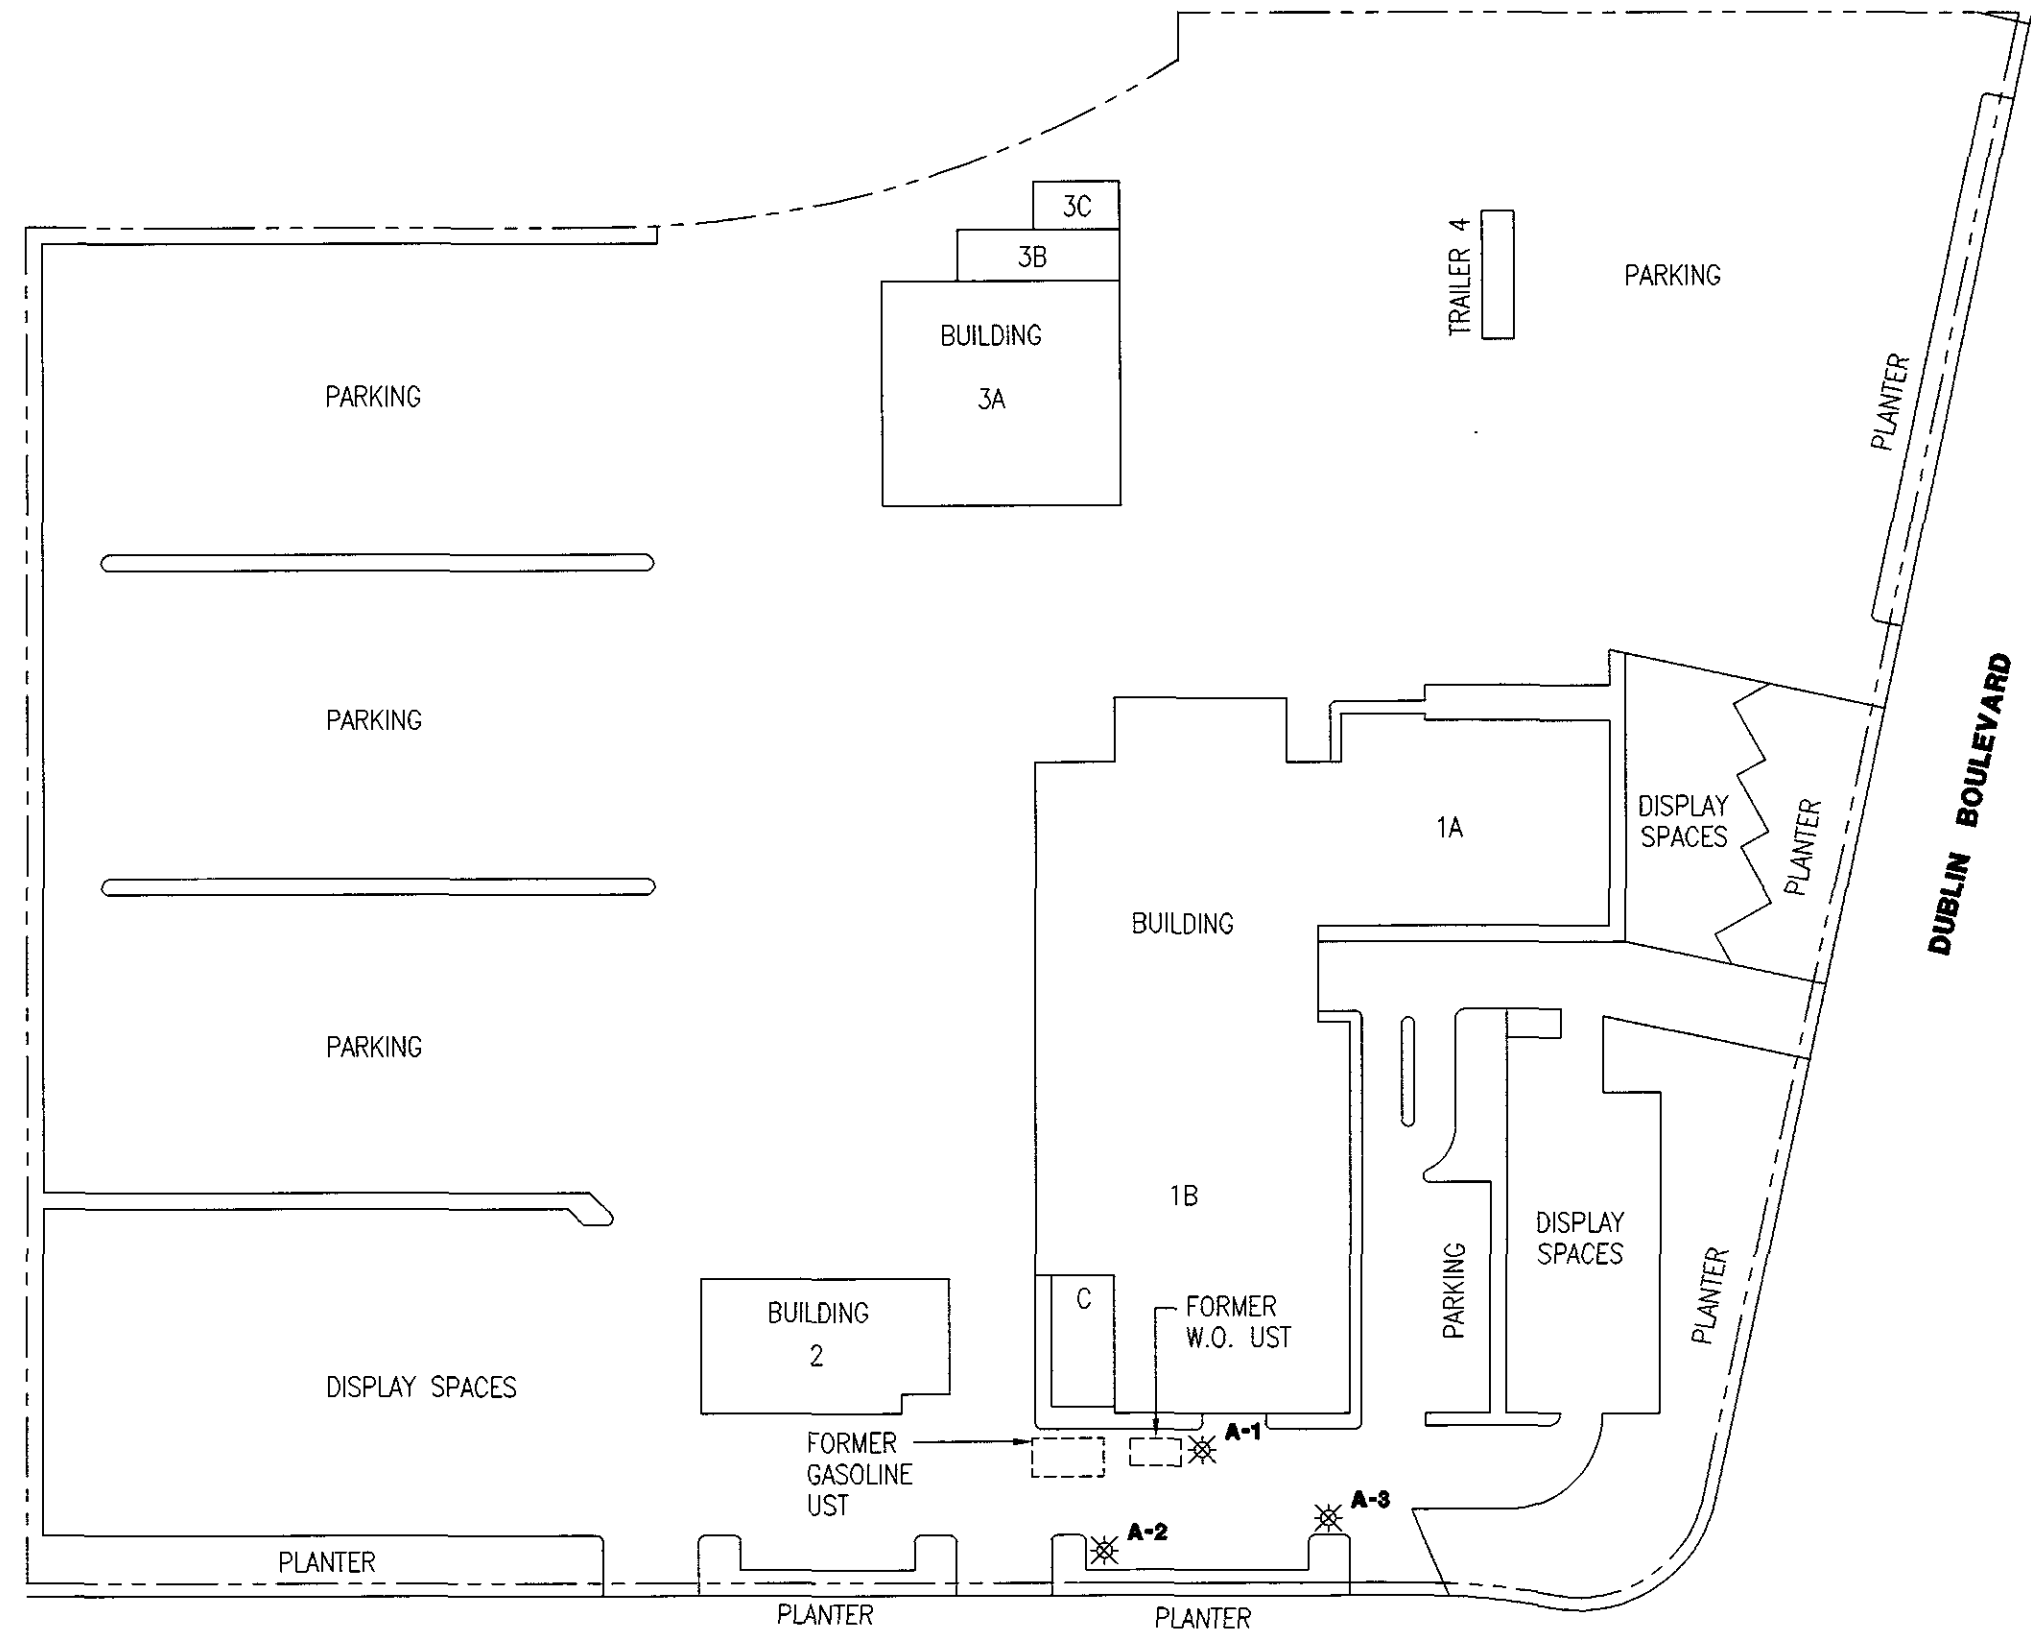 3C
3B
BUILDING
3A
TRAILER 4
PARKING
PLANTER
PARKING
PARKING
PARKING
DUBLIN BOULEVARD
DISPLAY
SPACES
PLANTER
1A
BUILDING
1B
C
FORMER
W.O. UST
PARKING
DISPLAY
SPACES
PLANTER
BUILDING
2
DISPLAY SPACES
FORMER
GASOLINE
UST
A-1
A-3
A-2
PLANTER
PLANTER
PLANTER